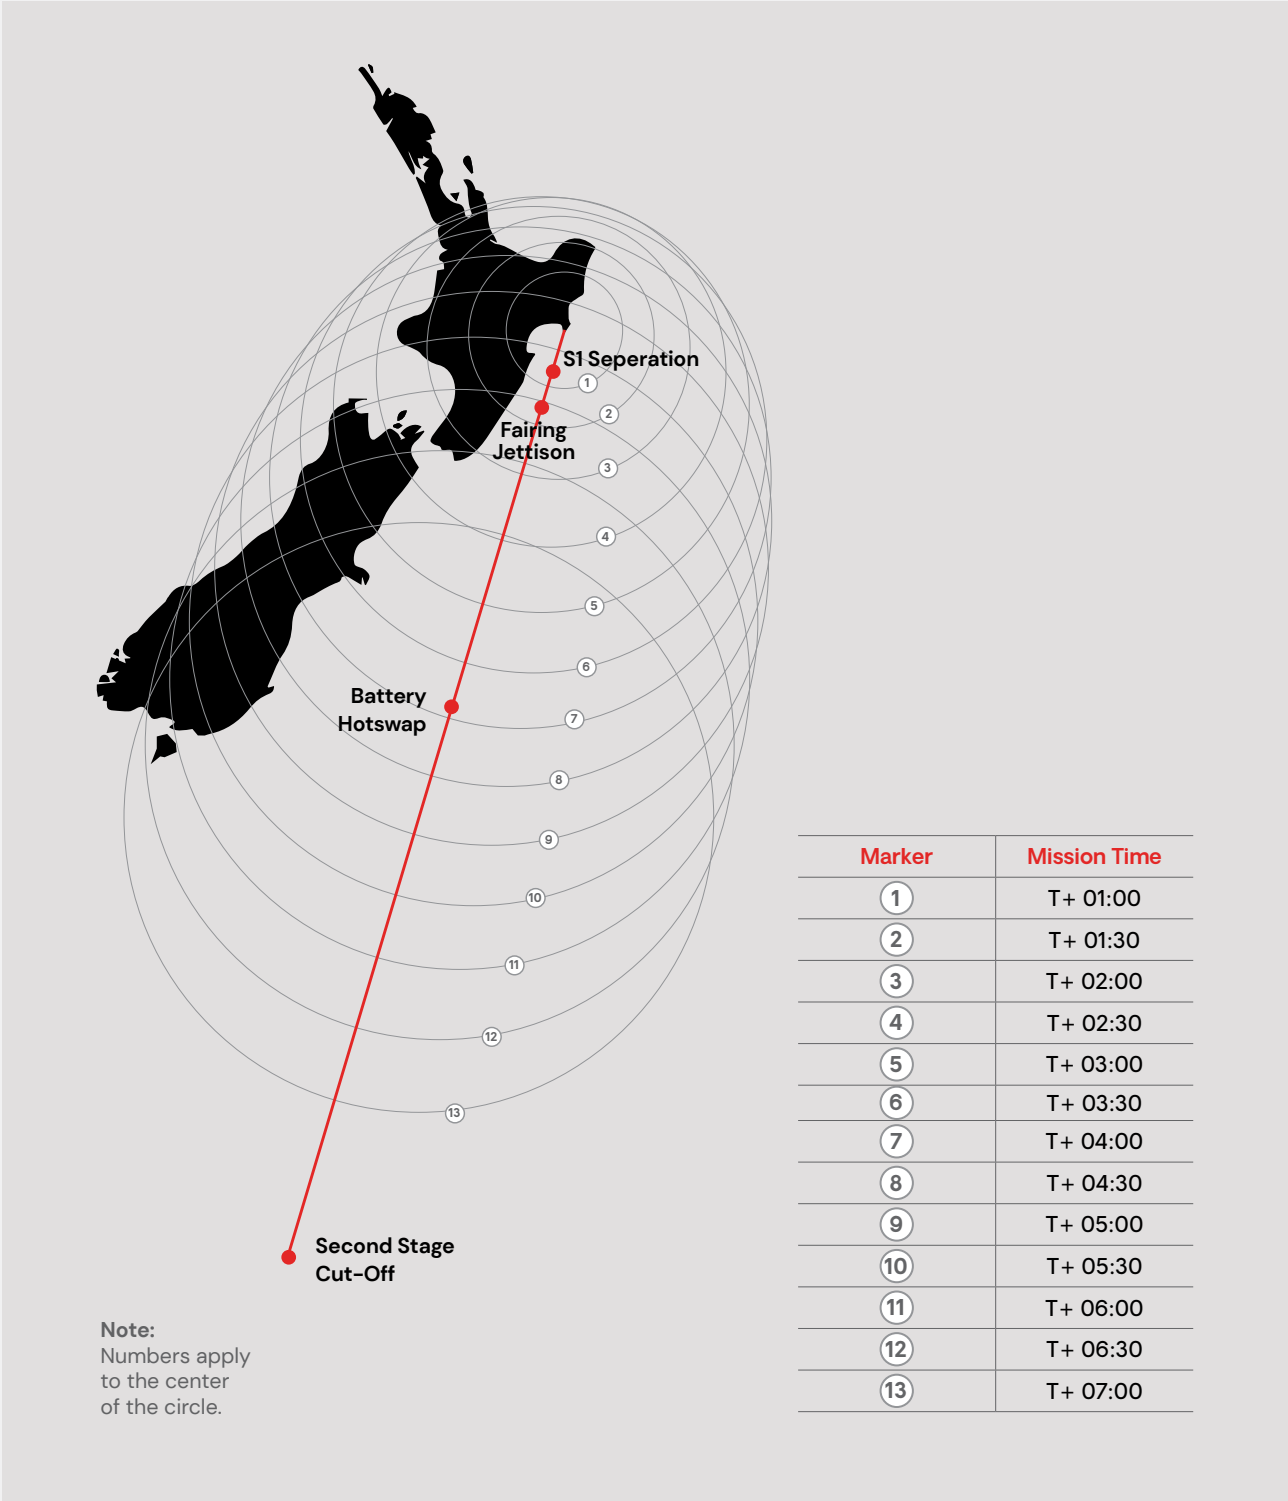 S1 Seperation
1
2
Fairing
Jettison
3
4
5
6
Battery
Hotswap
7
8
9
10
11
12
13
Second Stage
Cut-Off
Note:
Numbers apply
to the center
of the circle.
Marker Mission Time
1 T+ 01:00
2 T+ 01:30
3 T+ 02:00
4 T+ 02:30
5 T+ 03:00
6 T+ 03:30
7 T+ 04:00
8 T+ 04:30
9 T+ 05:00
10 T+ 05:30
11 T+ 06:00
12 T+ 06:30
13 T+ 07:00